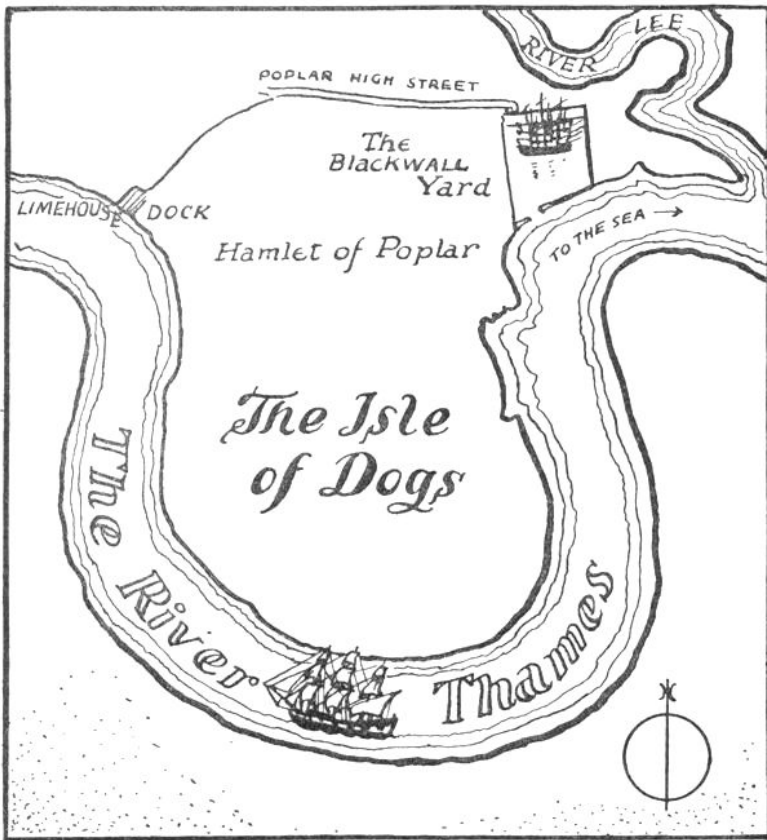 RIVER LEE
POPLAR HIGH STREET
The
BLACKWALL
Yard
LIMEHOUSE DOCK
TO THE SEA →
Hamlet of Poplar
The Isle
of Dogs
The River Thames